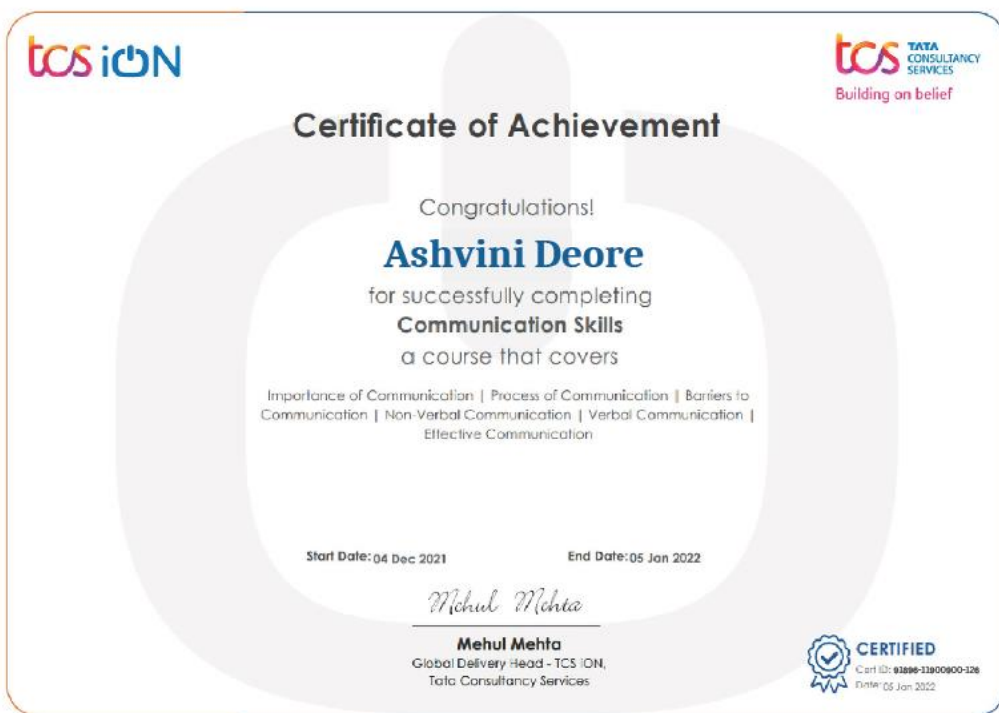 tcs iON
tcs TATA
CONSULTANCY
SERVICES
Building on belief
Certificate of Achievement
Congratulations!
Ashvini Deore
for successfully completing
Communication Skills
a course that covers
Importance of Communication | Process of Communication | Barriers to
Communication | Non-Verbal Communication | Verbal Communication |
Effective Communication
Start Date: 04 Dec 2021 End Date: 05 Jan 2022
Mehul Mehta
Mehul Mehta
Global Delivery Head - TCS iON,
Tata Consultancy Services
CERTIFIED
Cert ID:
Date: 05 Jan 2022